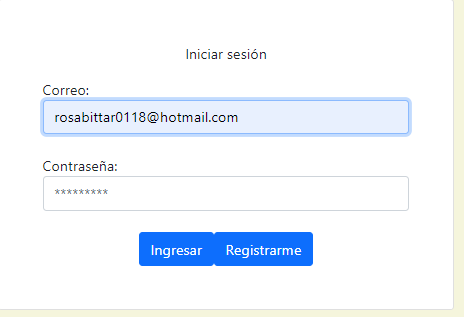 Iniciar sesión
Correo:
rosabittar0118@hotmail.com
Contraseña:
*********
Ingresar Registrarme